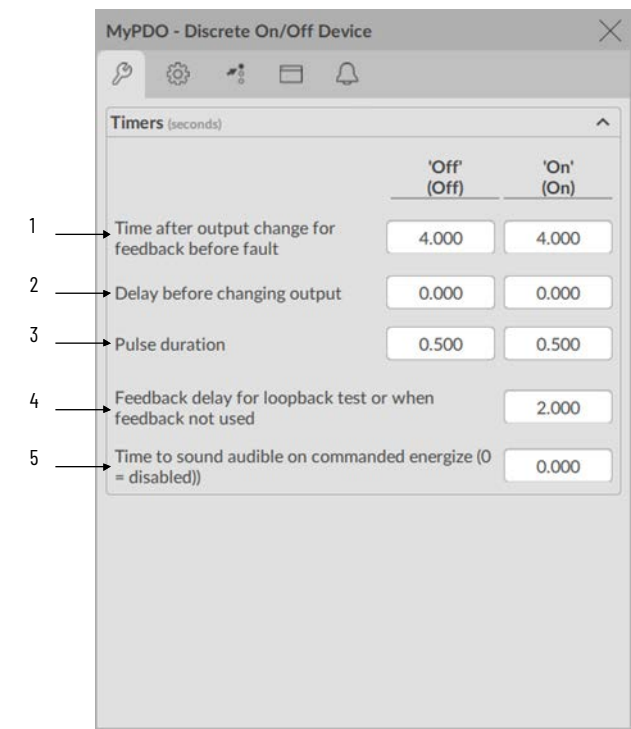 MyPDO - Discrete On/Off Device
Timers (seconds)
'Off' 'On'
(Off) (On)
1 Time after output change for
feedback before fault
4.000 4.000
2 Delay before changing output 0.000 0.000
3 Pulse duration 0.500 0.500
4 Feedback delay for loopback test or when
feedback not used
2.000
5 Time to sound audible on commanded energize (0
= disabled))
0.000